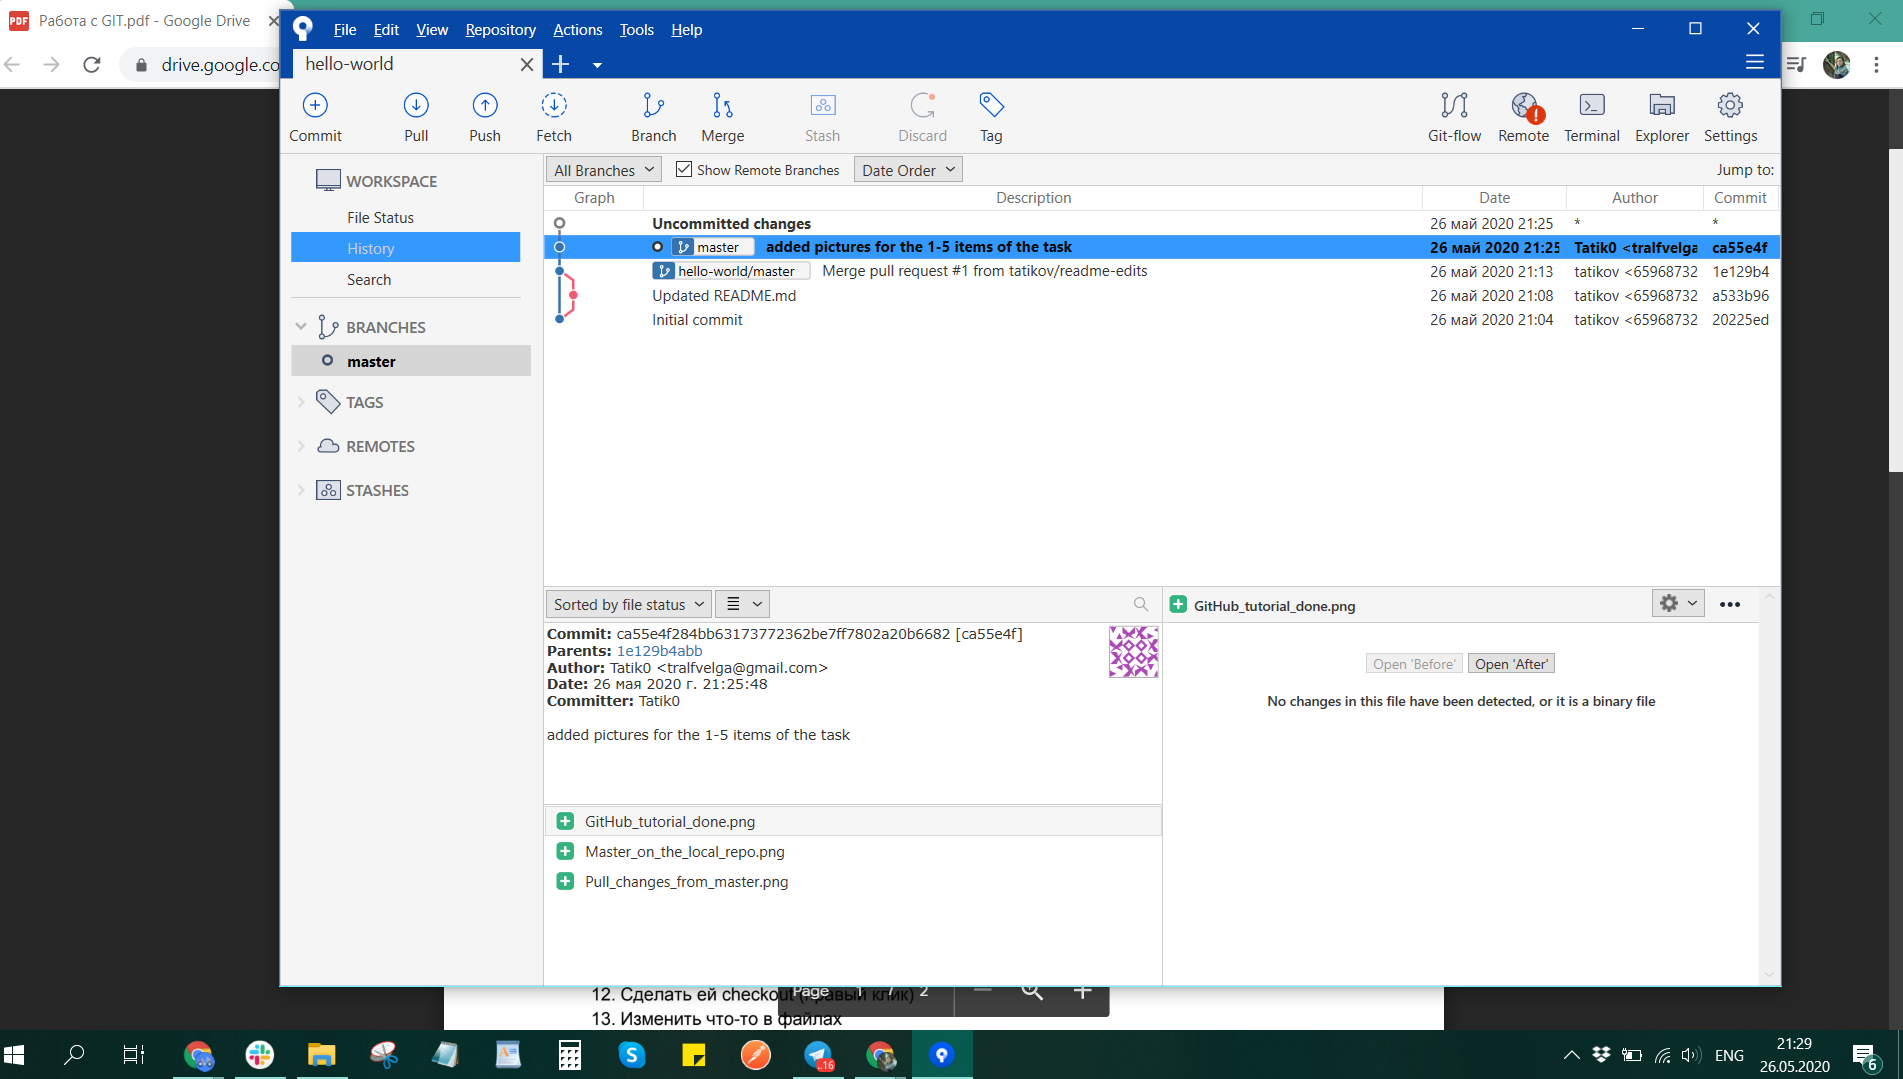 PDF Работа с GIT.pdf - Google Drive
drive.google.co
File Edit View Repository Actions Tools Help
hello-world
Commit Pull Push Fetch Branch Merge Stash Discard Tag Git-flow Remote Terminal Explorer Settings
WORKSPACE
File Status
History
Search
BRANCHES
master
TAGS
REMOTES
STASHES
All Branches Show Remote Branches Date Order Jump to:
Graph Description Date Author Commit
Uncommitted changes 26 май 2020 21:25 * *
master added pictures for the 1-5 items of the task 26 май 2020 21:25 Tatik0 <tralfvelga ca55e4f
hello-world/master Merge pull request #1 from tatikov/readme-edits 26 май 2020 21:13 tatikov <65968732 1e129b4
Updated README.md 26 май 2020 21:08 tatikov <65968732 a533b96
Initial commit 26 май 2020 21:04 tatikov <65968732 20225ed
Sorted by file status
Commit: ca55e4f284bb63173772362be7ff7802a20b6682 [ca55e4f]
Parents: 1e129b4abb
Author: Tatik0 <tralfvelga@gmail.com>
Date: 26 мая 2020 г. 21:25:48
Committer: Tatik0
added pictures for the 1-5 items of the task
GitHub_tutorial_done.png
Master_on_the_local_repo.png
Pull_changes_from_master.png
GitHub_tutorial_done.png
Open 'Before' Open 'After'
No changes in this file have been detected, or it is a binary file
12. Сделать ей checkout (правый клик)
Page 1 / 2
13. Изменить что-то в файлах
..16
ENG
21:29
26.05.2020
6